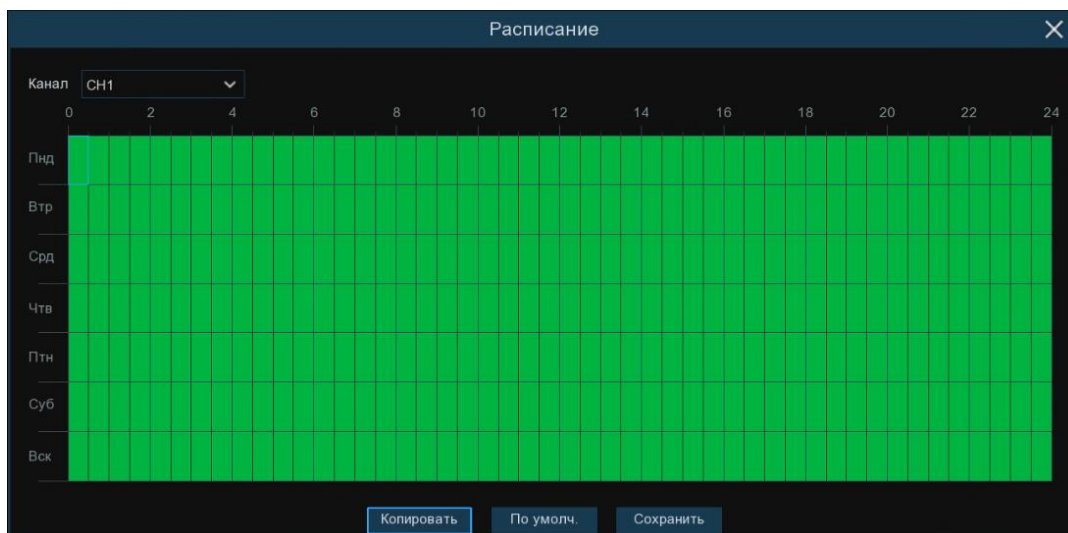 Расписание
Канал CH1
0 2 4 6 8 10 12 14 16 18 20 22 24
Пнд
Втр
Срд
Чтв
Птн
Суб
Вск
Копировать По умолч. Сохранить